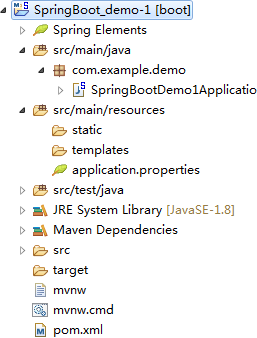 SpringBoot_demo-1 [boot]
Spring Elements
src/main/java
com.example.demo
SpringBootDemo1Applicatio
src/main/resources
static
templates
application.properties
src/test/java
JRE System Library [JavaSE-1.8]
Maven Dependencies
src
target
mvnw
mvnw.cmd
pom.xml